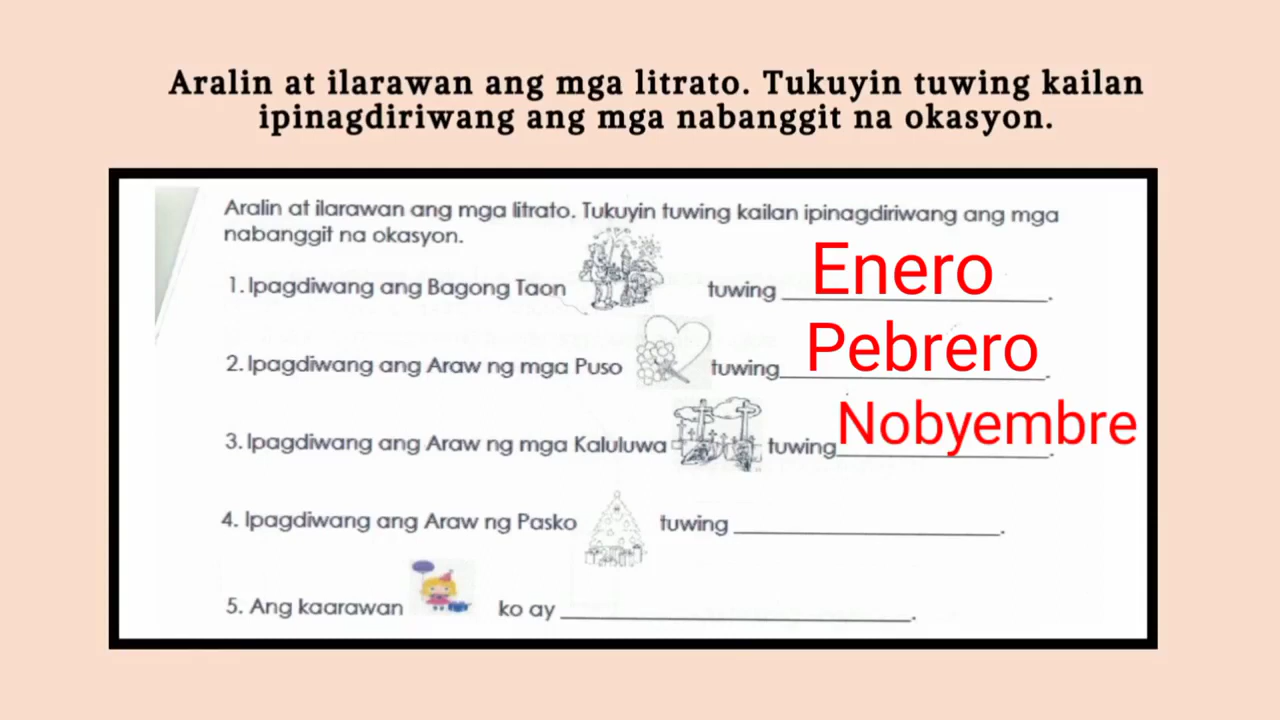 Aralin at ilarawan ang mga litrato. Tukuyin tuwing kailan
ipinagdiriwang ang mga nabanggit na okasyon.
Aralin at ilarawan ang mga litrato. Tukuyin tuwing kailan ipinagdiriwang ang mga
nabanggit na okasyon.
1. Ipagdiwang ang Bagong Taon tuwing Enero.
2. Ipagdiwang ang Araw ng mga Puso tuwing Pebrero.
3. Ipagdiwang ang Araw ng mga Kaluluwa tuwing Nobyembre.
4. Ipagdiwang ang Araw ng Pasko tuwing ____________.
5. Ang kaarawan ko ay ____________.